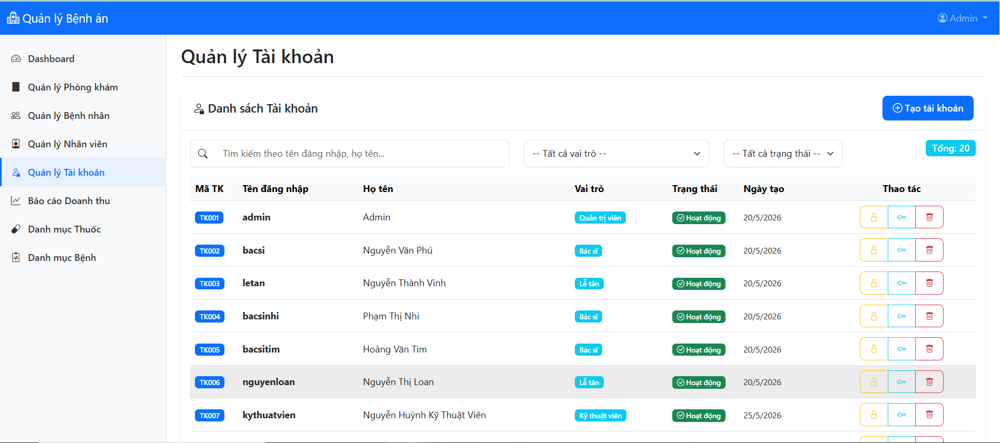 Quản lý Bệnh án
Admin
Dashboard
Quản lý Phòng khám
Quản lý Bệnh nhân
Quản lý Nhân viên
Quản lý Tài khoản
Báo cáo Doanh thu
Danh mục Thuốc
Danh mục Bệnh
Quản lý Tài khoản
Danh sách Tài khoản
Tạo tài khoản
Tìm kiếm theo tên đăng nhập, họ tên...
-- Tất cả vai trò --
-- Tất cả trạng thái --
Tổng: 20
Mã TK Tên đăng nhập Họ tên Vai trò Trạng thái Ngày tạo Thao tác
TK001 admin Admin Quản trị viên Hoạt động 20/5/2026
TK002 bacsi Nguyễn Văn Phú Bác sĩ Hoạt động 20/5/2026
TK003 letan Nguyễn Thành Vinh Lễ tân Hoạt động 20/5/2026
TK004 bacsinhi Phạm Thị Nhi Bác sĩ Hoạt động 20/5/2026
TK005 bacsitim Hoàng Văn Tim Bác sĩ Hoạt động 20/5/2026
TK006 nguyenloan Nguyễn Thị Loan Lễ tân Hoạt động 20/5/2026
TK007 kythuatvien Nguyễn Huỳnh Kỹ Thuật Viên Kỹ thuật viên Hoạt động 25/5/2026